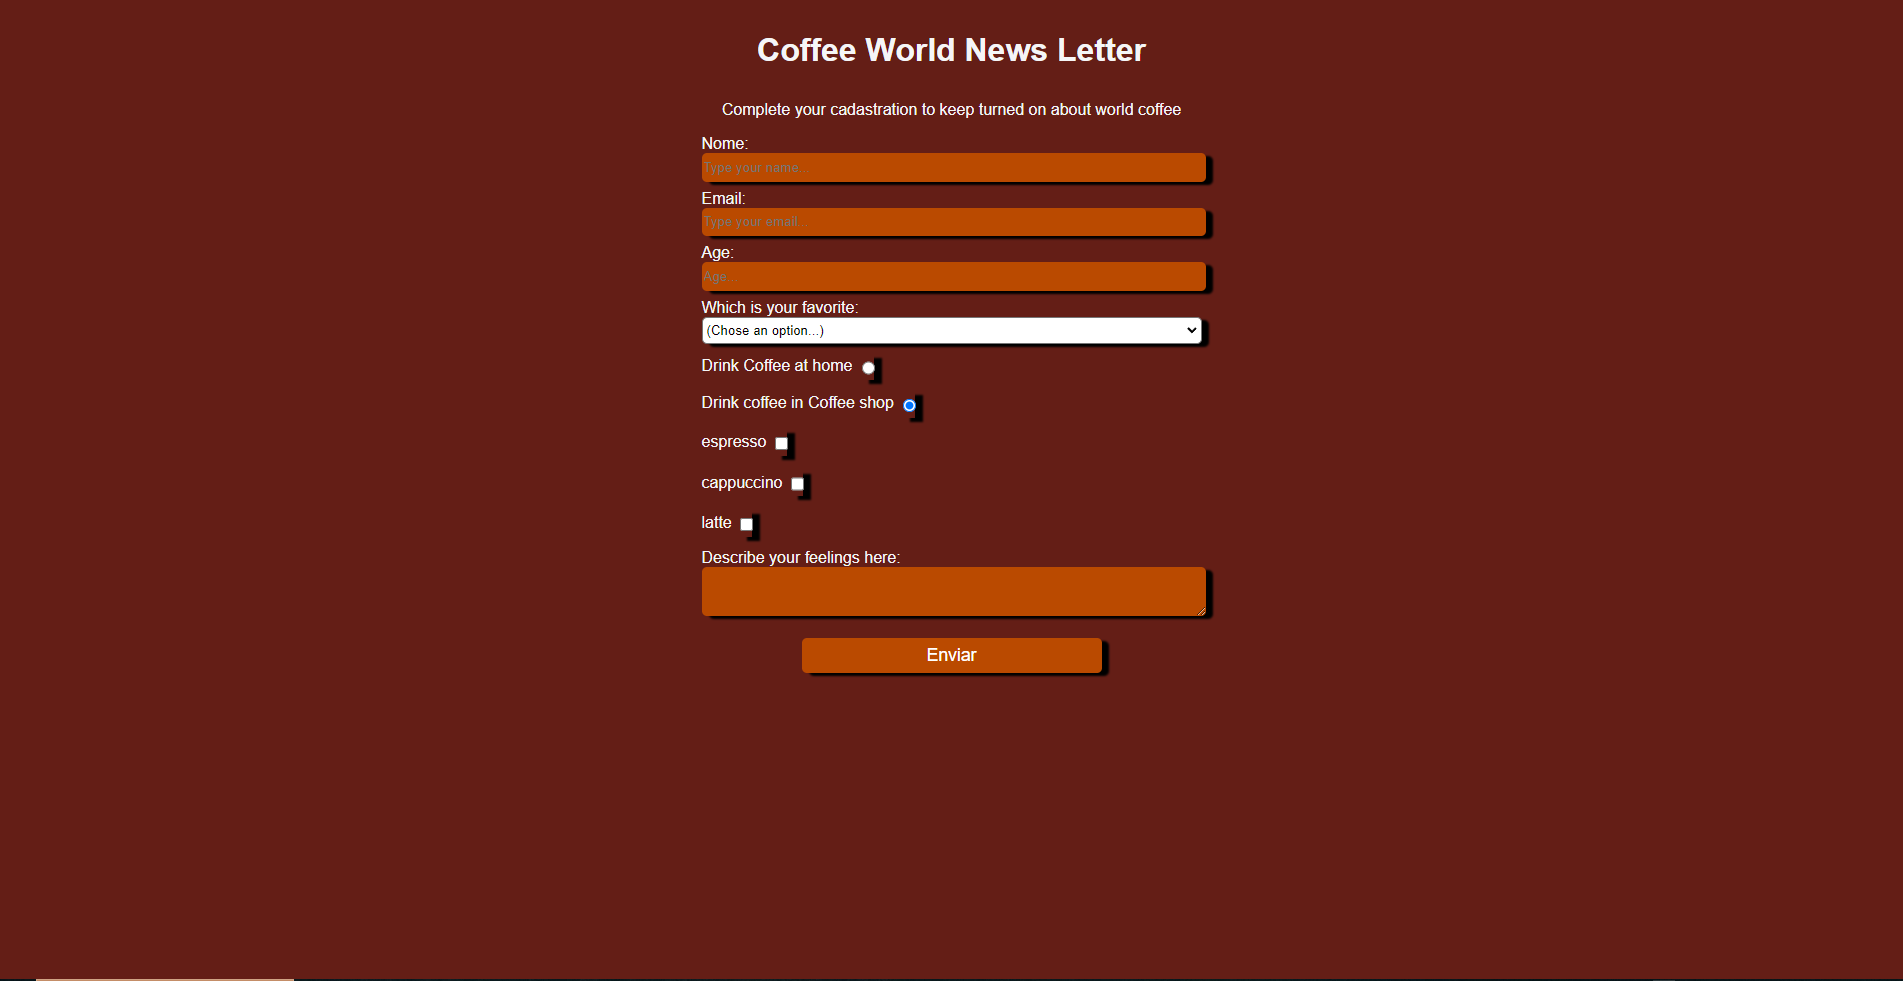 Coffee World News Letter
Complete your cadastration to keep turned on about world coffee
Nome:
Type your name...
Email:
Type your email...
Age:
Age...
Which is your favorite:
(Chose an option...)
Drink Coffee at home
Drink coffee in Coffee shop
espresso
cappuccino
latte
Describe your feelings here:
Enviar